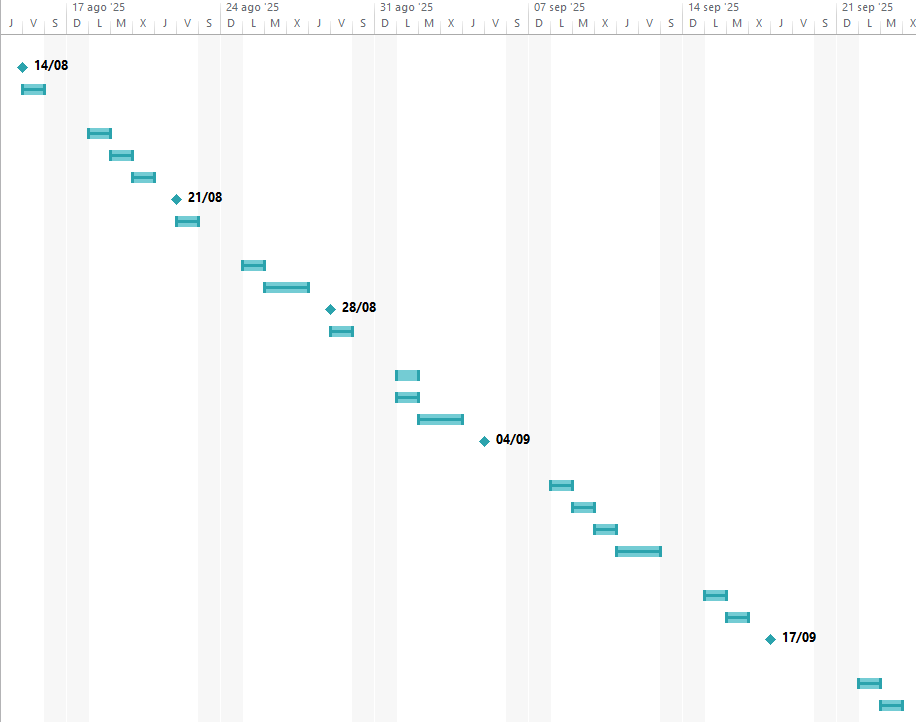 17 ago '25 24 ago '25 31 ago '25 07 sep '25 14 sep '25 21 sep '25
J V S D L M X J V S D L M X J V S D L M X J V S D L M X J V S D L M X J V S D L M X
14/08
21/08
28/08
04/09
17/09